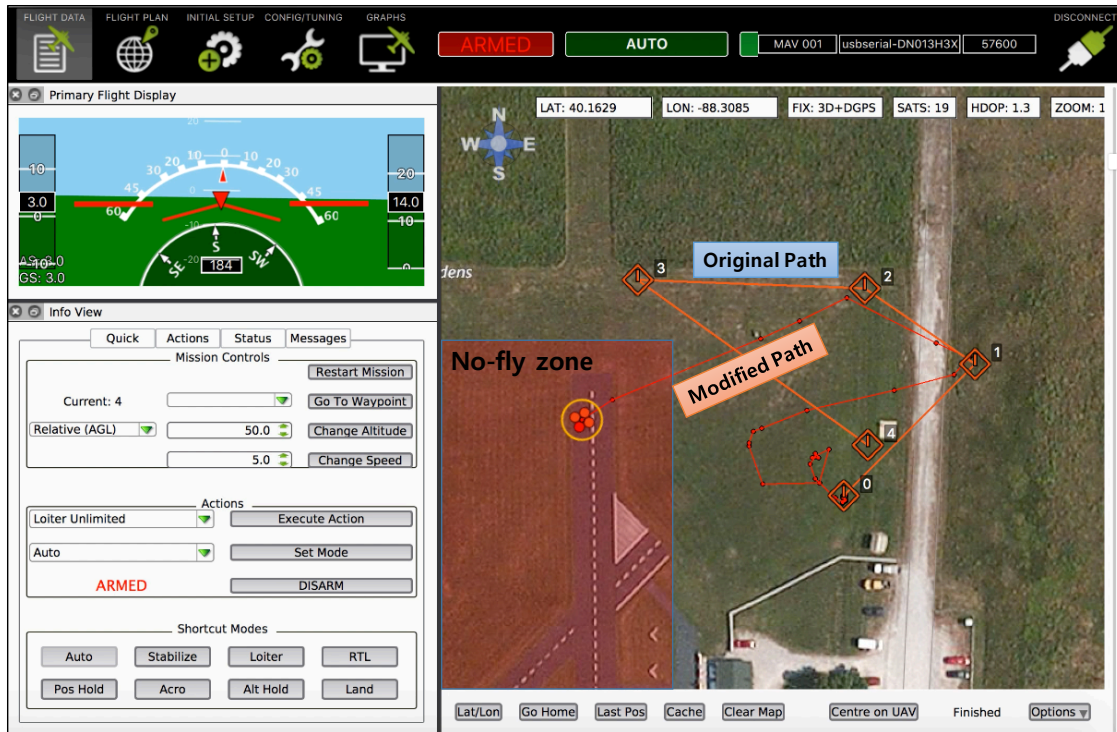 FLIGHT DATA FLIGHT PLAN INITIAL SETUP CONFIG/TUNING GRAPHS DISCONNECT
ARMED AUTO MAV 001 usbserial-DN013H3X 57600
Primary Flight Display
LAT: 40.1629 LON: -88.3085 FIX: 3D+DGPS SATS: 19 HDOP: 1.3 ZOOM: 1
N
W E
S
20
30 20 10 0 10 20 30
10 20
45 0 45
3.0 14.0
60 60
0 -10 10
S
-20
SE 184 SW
-10 0
AS: 3.0
GS: 3.0
dens
3
Original Path
2
1
Modified Path
No-fly zone
4
0
Info View
Quick Actions Status Messages
Mission Controls
Restart Mission
Current: 4 Go To Waypoint
Relative (AGL) 50.0 Change Altitude
5.0 Change Speed
Actions
Loiter Unlimited Execute Action
Auto Set Mode
ARMED DISARM
Shortcut Modes
Auto Stabilize Loiter RTL
Pos Hold Acro Alt Hold Land
Lat/Lon Go Home Last Pos Cache Clear Map Centre on UAV Finished Options